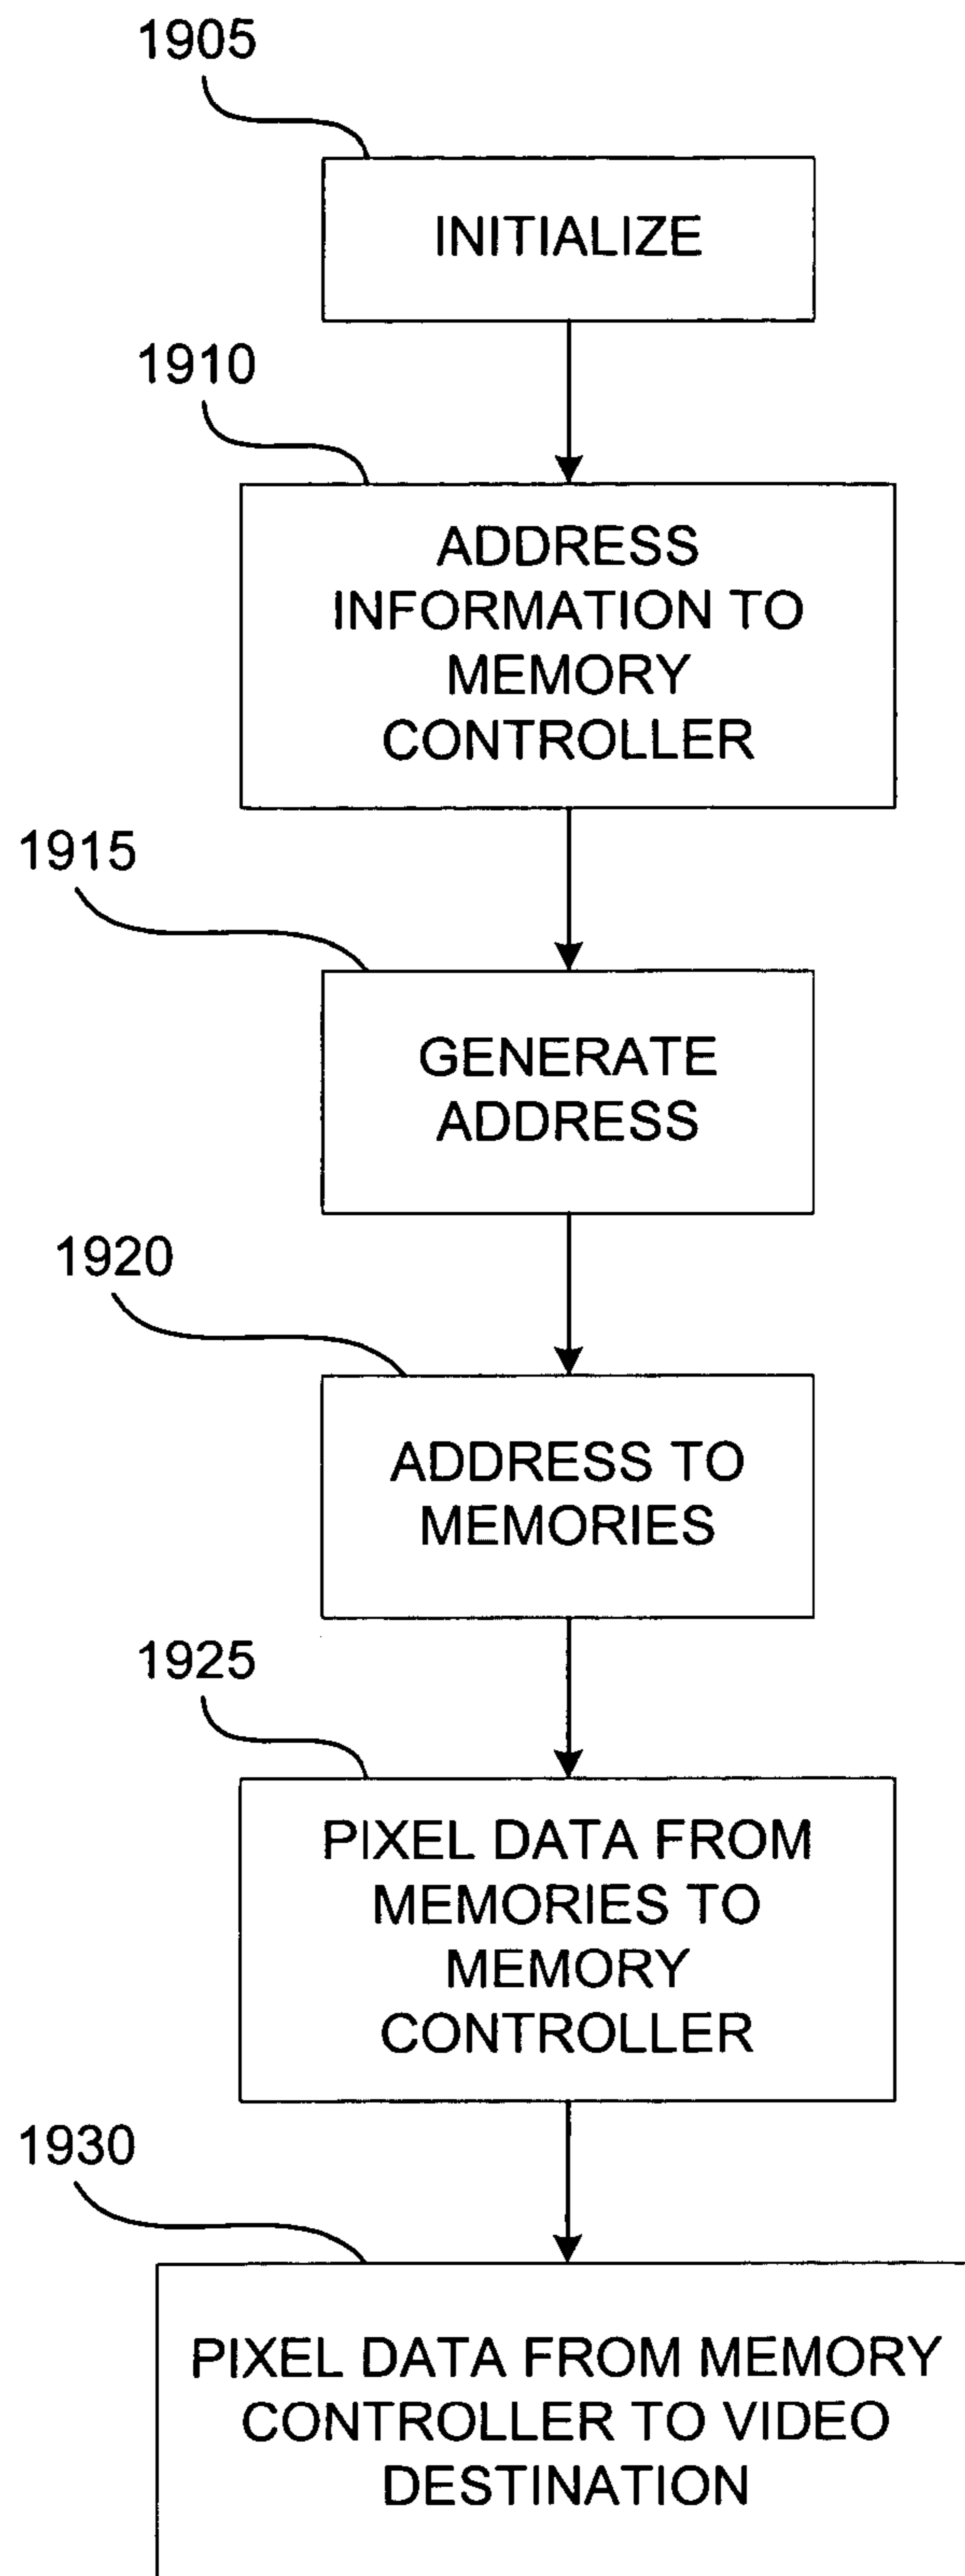 1905
INITIALIZE
1910
ADDRESS
INFORMATION TO
MEMORY
CONTROLLER
1915
GENERATE
ADDRESS
1920
ADDRESS TO
MEMORIES
1925
PIXEL DATA FROM
MEMORIES TO
MEMORY
CONTROLLER
1930
PIXEL DATA FROM MEMORY
CONTROLLER TO VIDEO
DESTINATION